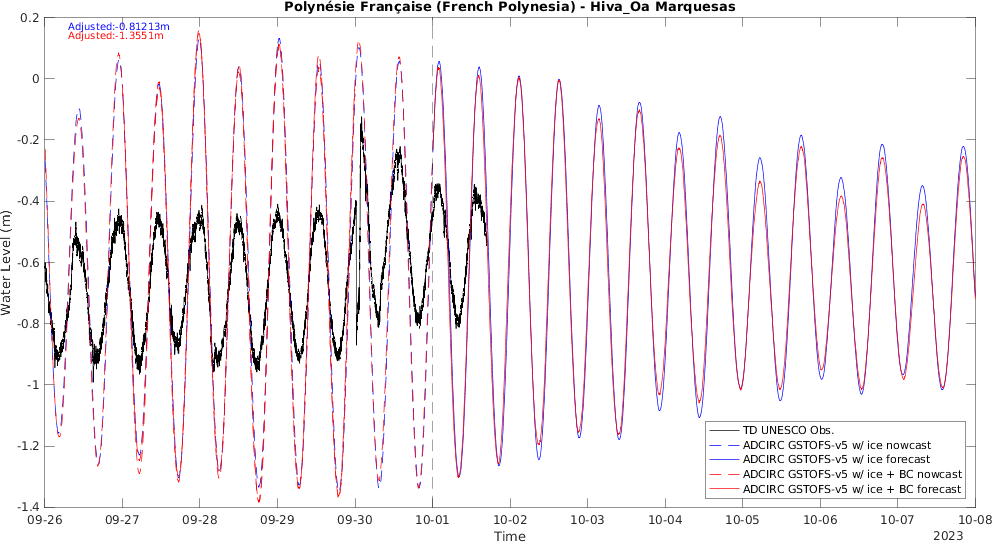 Polynésie Française (French Polynesia) - Hiva_Oa Marquesas
Adjusted:-0.81213m
Adjusted:-1.3551m
Water Level (m)
0.2
0
-0.2
-0.4
-0.6
-0.8
-1
-1.2
-1.4
TD UNESCO Obs.
ADCIRC GSTOFS-v5 w/ ice nowcast
ADCIRC GSTOFS-v5 w/ ice forecast
ADCIRC GSTOFS-v5 w/ ice + BC nowcast
ADCIRC GSTOFS-v5 w/ ice + BC forecast
09-26 09-27 09-28 09-29 09-30 10-01 10-02 10-03 10-04 10-05 10-06 10-07 10-08
Time
2023